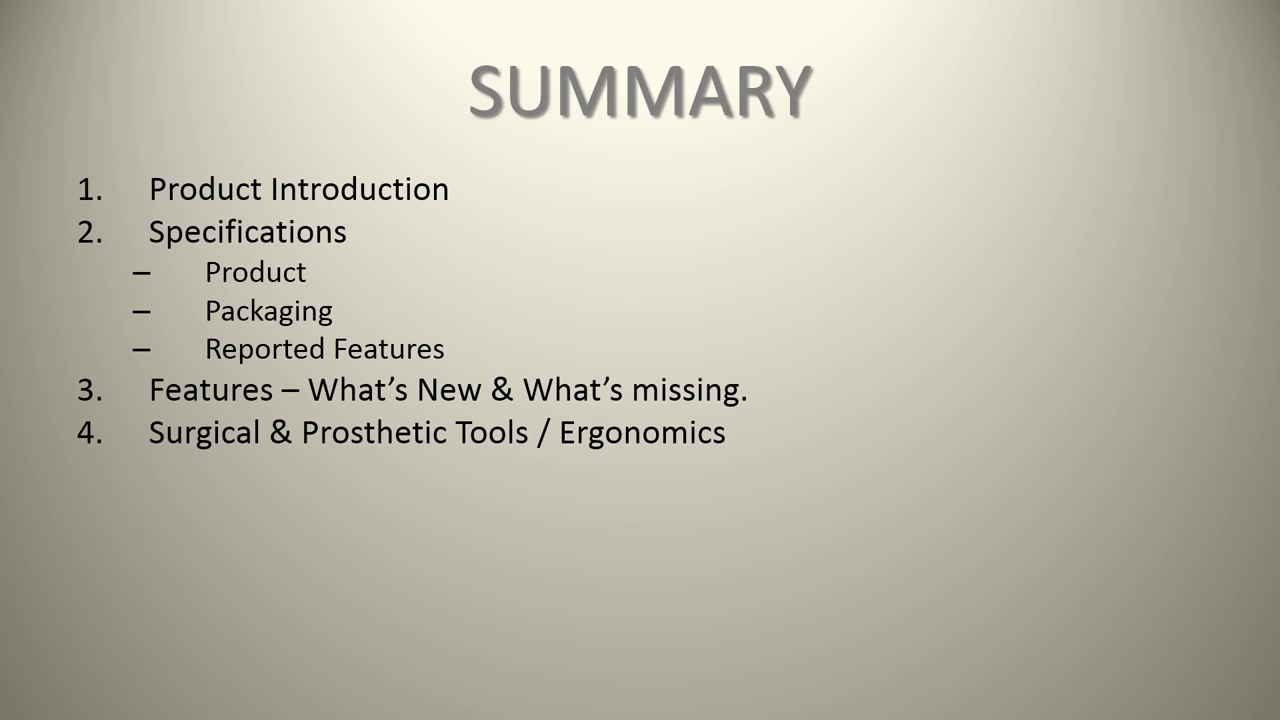 SUMMARY
1. Product Introduction
2. Specifications
– Product
– Packaging
– Reported Features
3. Features – What’s New & What’s missing.
4. Surgical & Prosthetic Tools / Ergonomics